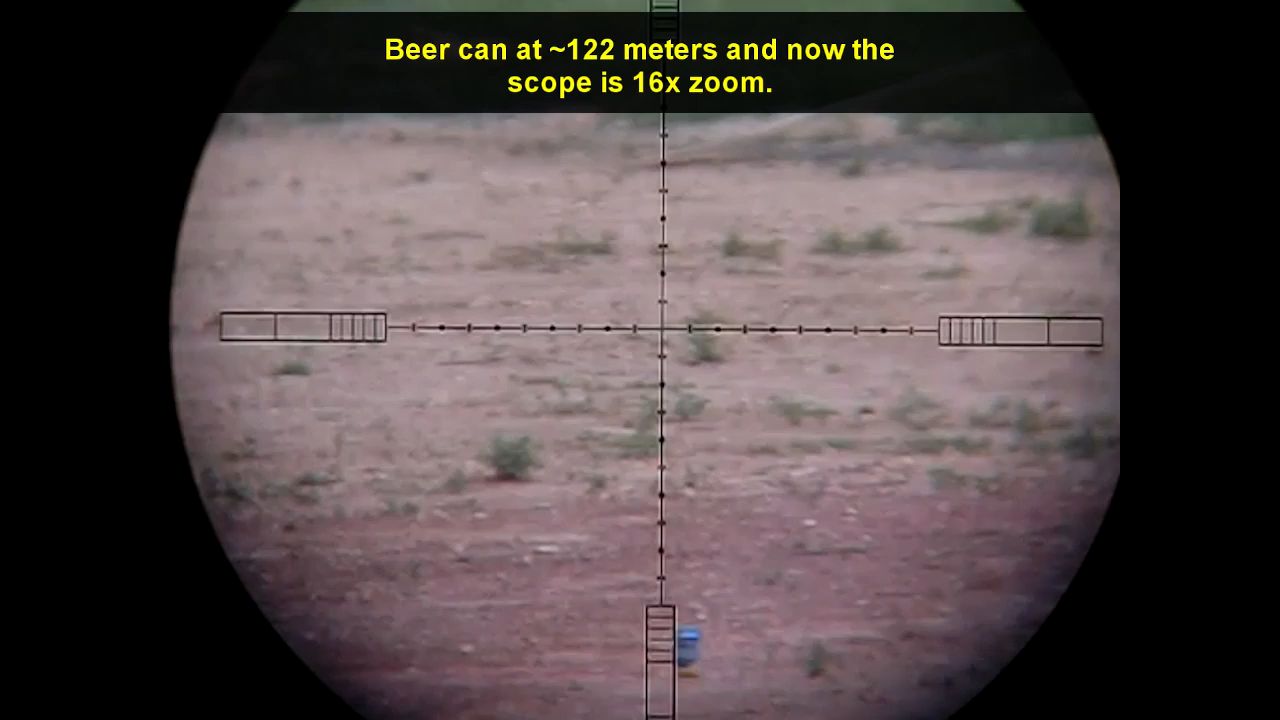 Beer can at ~122 meters and now the
scope is 16x zoom.